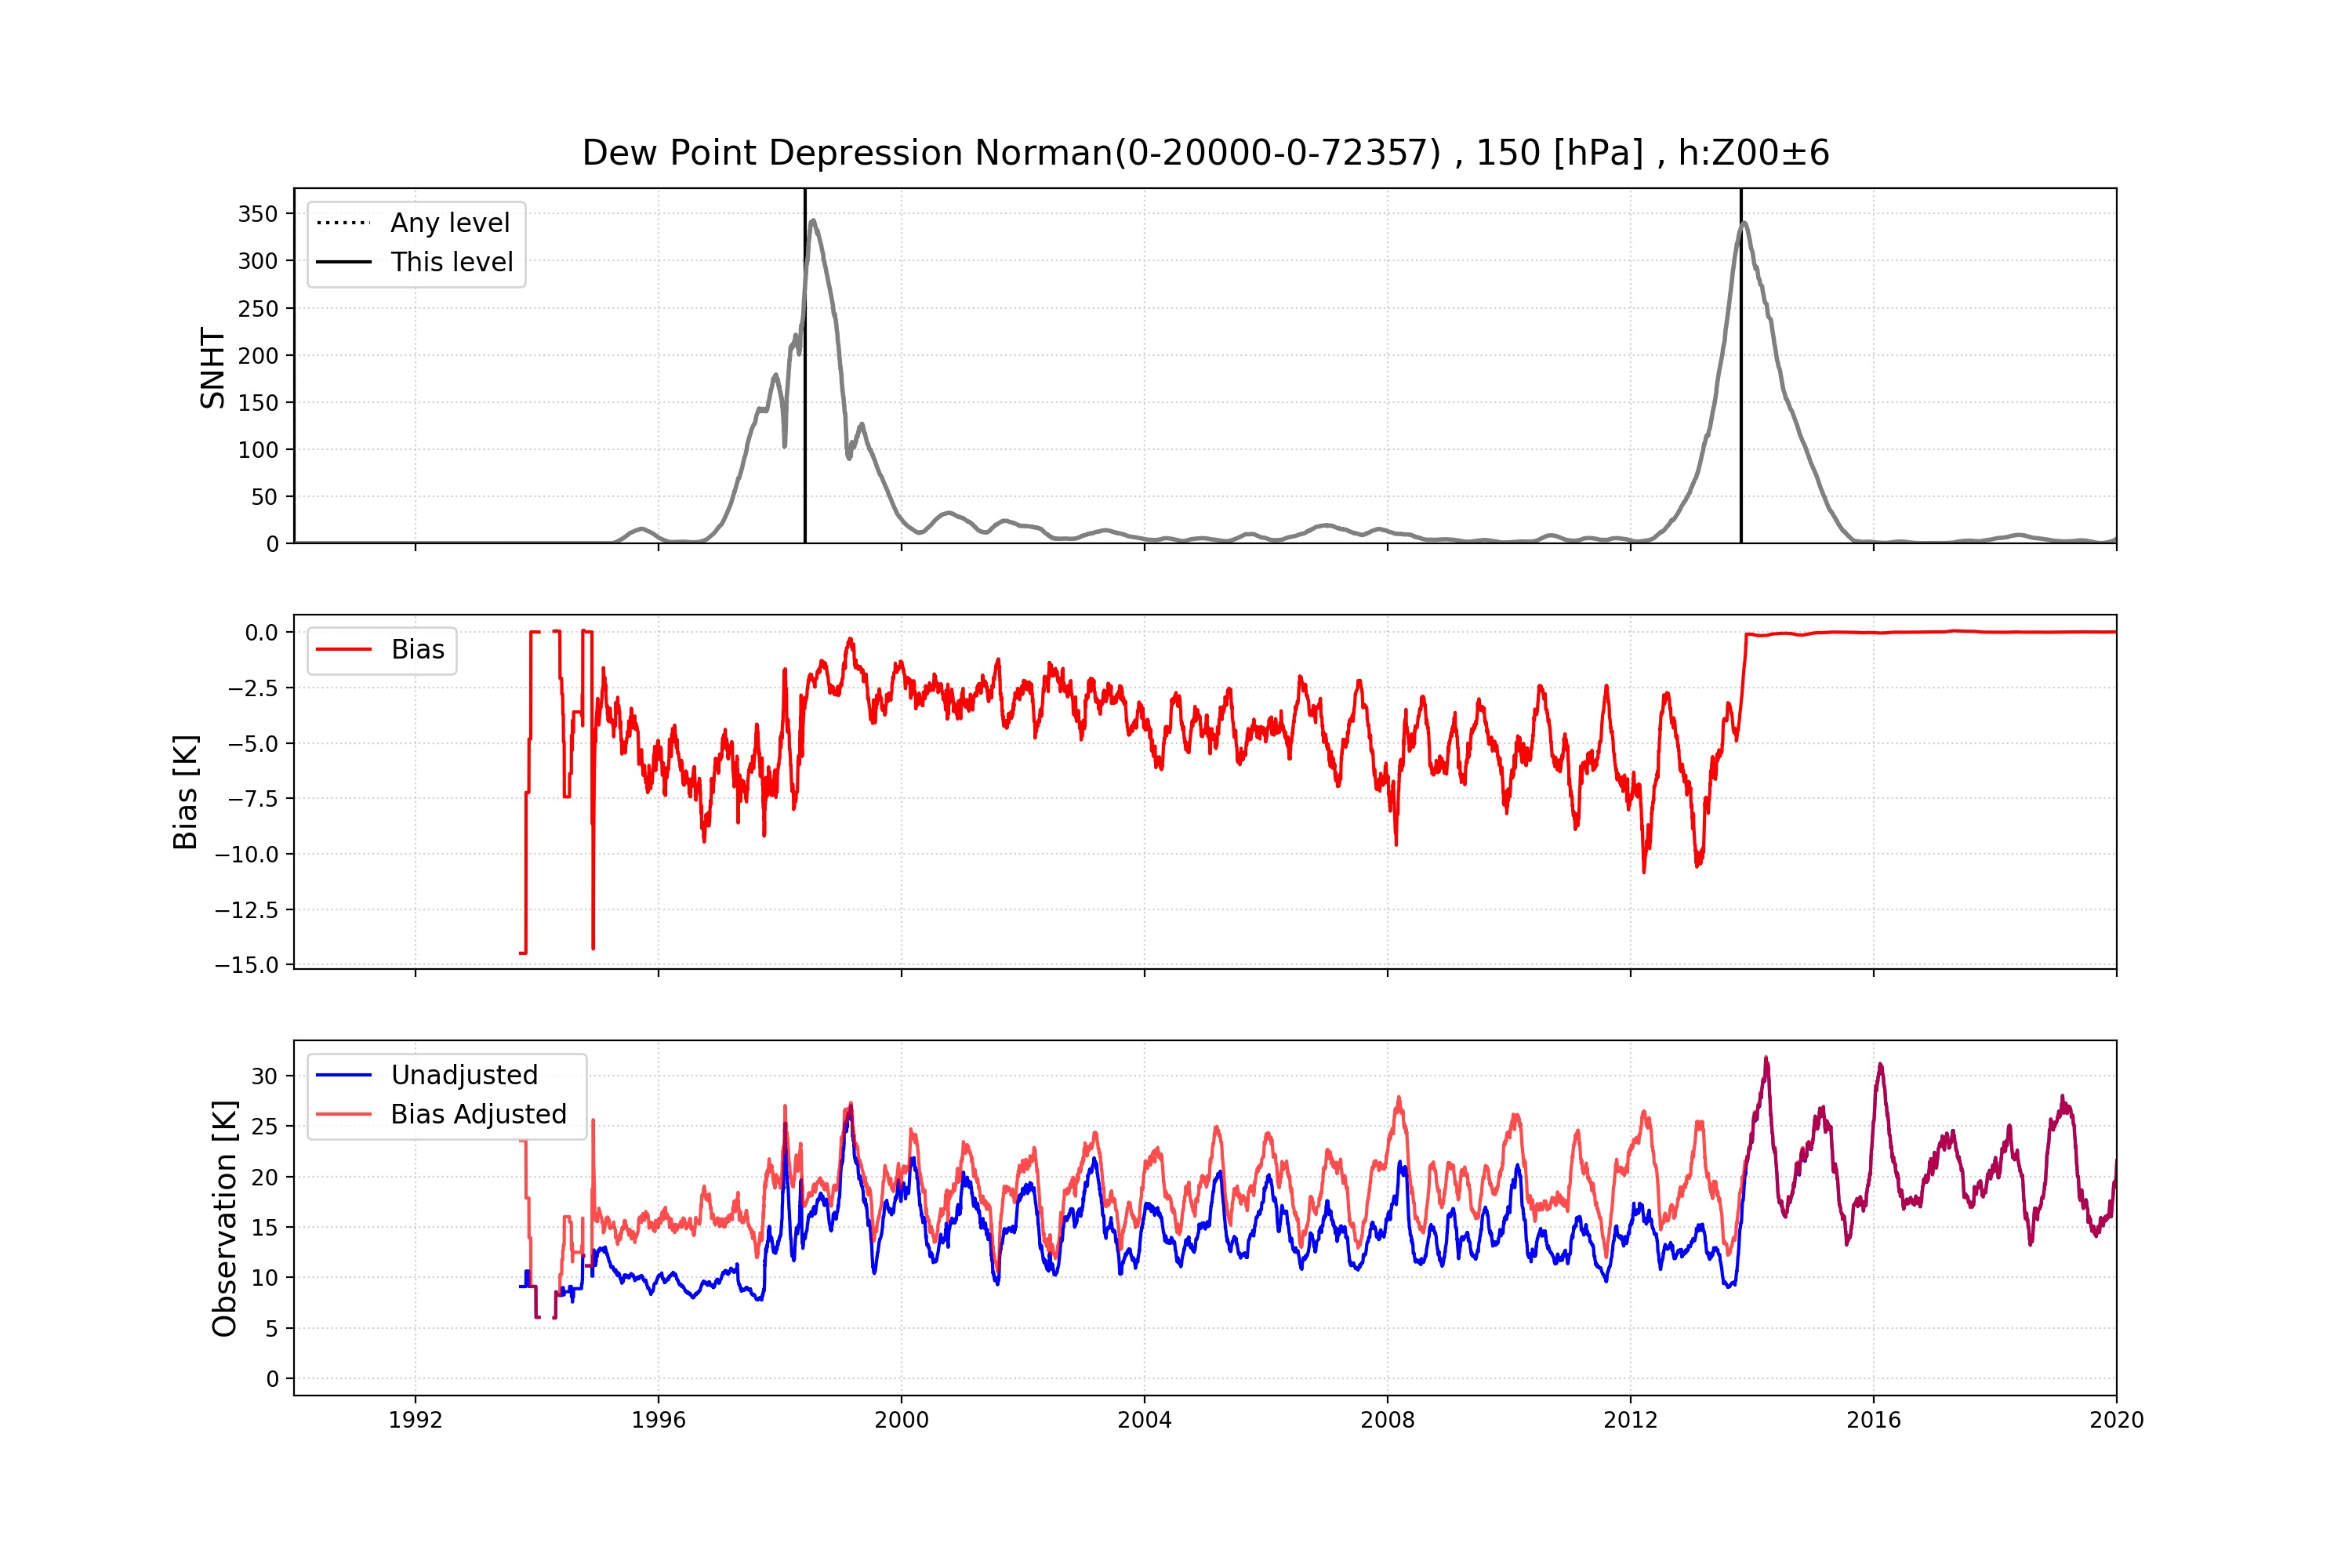 Dew Point Depression Norman(0-20000-0-72357) , 150 [hPa] , h:Z00±6
SNHT
350
300
250
200
150
100
50
0
Any level
This level
Bias [K]
0.0
−2.5
−5.0
−7.5
−10.0
−12.5
−15.0
Bias
Observation [K]
30
25
20
15
10
5
0
Unadjusted
Bias Adjusted
1992 1996 2000 2004 2008 2012 2016 2020